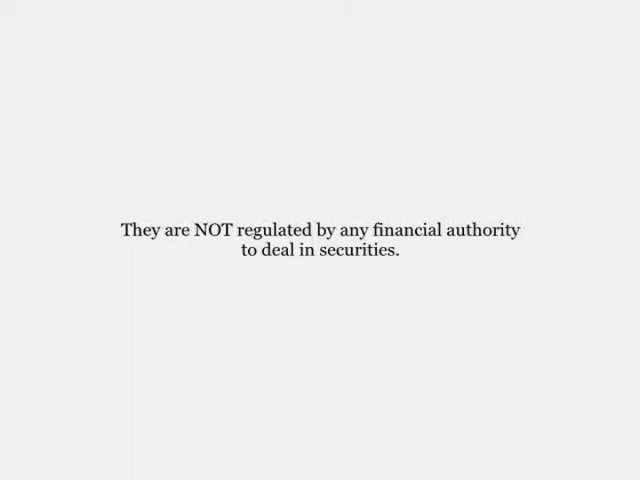 They are NOT regulated by any financial authority
to deal in securities.